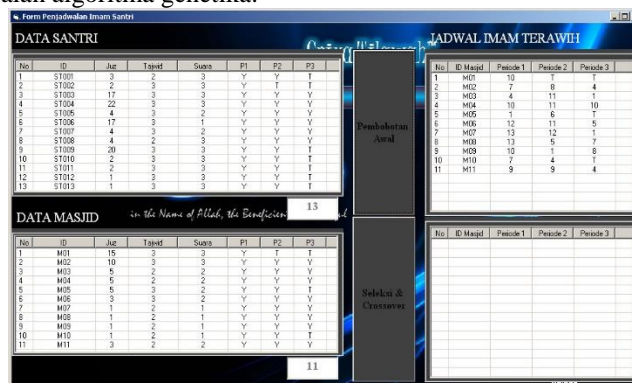 Form Penjadwalan Imam Santri
DATA SANTRI
No ID Juz Tajwid Suara P1 P2 P3
1 ST001 3 2 3 Y Y T
2 ST002 2 3 3 Y T T
3 ST003 17 3 3 Y Y Y
4 ST004 22 3 3 Y Y Y
5 ST005 4 3 2 Y Y Y
6 ST006 17 3 1 Y Y Y
7 ST007 4 3 2 Y Y Y
8 ST008 4 2 3 Y Y Y
9 ST009 20 3 3 Y Y T
10 ST010 2 3 3 Y Y T
11 ST011 2 3 3 Y Y T
12 ST012 1 3 3 Y Y T
13 ST013 1 3 3 Y Y T
13
in the Name of Allah, the
DATA MASJID
No ID Juz Tajwid Suara P1 P2 P3
1 M01 15 3 3 Y T T
2 M02 10 3 3 Y Y Y
3 M03 5 2 2 Y Y Y
4 M04 5 2 2 Y Y Y
5 M05 5 3 2 Y Y T
6 M06 3 3 2 Y Y Y
7 M07 1 2 1 Y Y Y
8 M08 1 2 1 Y Y Y
9 M09 1 2 1 Y Y Y
10 M10 1 2 1 Y Y T
11 M11 3 2 2 Y Y Y
11
Pembobotan
Awal
Seleksi &
Crossover
JADWAL IMAM TERAWIH
No ID Masjid Periode 1 Periode 2 Periode 3
1 M01 10 T T
2 M02 7 8 4
3 M03 4 11 1
4 M04 10 11 10
5 M05 1 6 T
6 M06 12 11 5
7 M07 13 12 1
8 M08 13 5 7
9 M09 10 1 8
10 M10 7 4 T
11 M11 9 9 4
No ID Masjid Periode 1 Periode 2 Periode 3